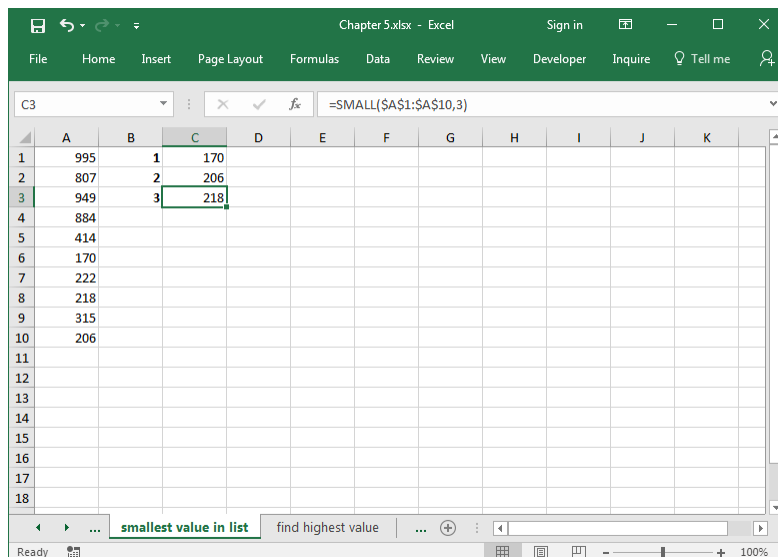 Chapter 5.xlsx - Excel Sign in
File Home Insert Page Layout Formulas Data Review View Developer Inquire Tell me
C3 fx =SMALL($A$1:$A$10,3)
A B C D E F G H I J K
1 995 1 170
2 807 2 206
3 949 3 218
4 884
5 414
6 170
7 222
8 218
9 315
10 206
11
12
13
14
15
16
17
18
... smallest value in list find highest value ...
Ready 100%